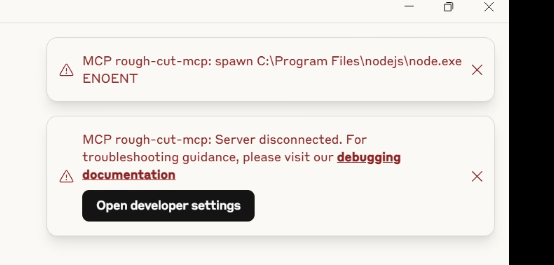 MCP rough-cut-mcp: spawn C:\Program Files\nodejs\node.exe
ENOENT
MCP rough-cut-mcp: Server disconnected. For
troubleshooting guidance, please visit our debugging
documentation
Open developer settings